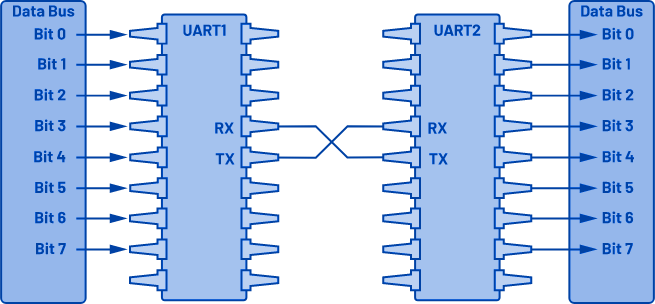 Data Bus
Bit 0
Bit 1
Bit 2
Bit 3
Bit 4
Bit 5
Bit 6
Bit 7
UART1
RX
TX
UART2
RX
TX
Data Bus
Bit 0
Bit 1
Bit 2
Bit 3
Bit 4
Bit 5
Bit 6
Bit 7